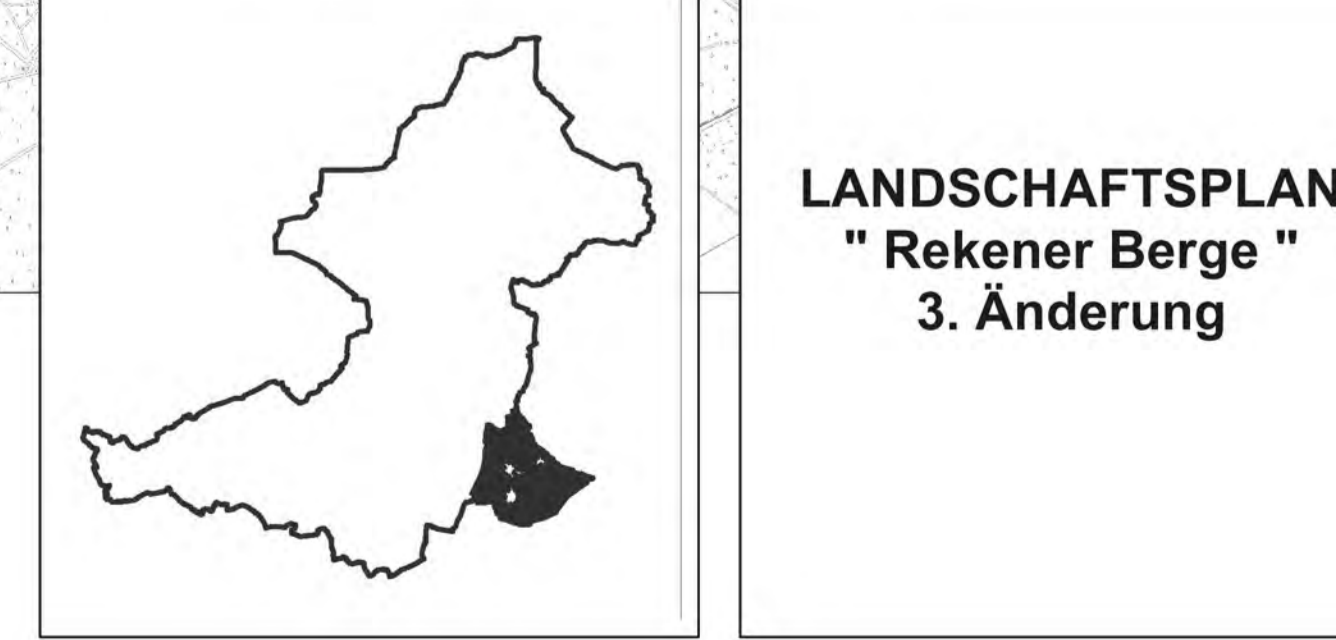 LANDSCHAFTSPLAN
" Rekener Berge "
3. Änderung